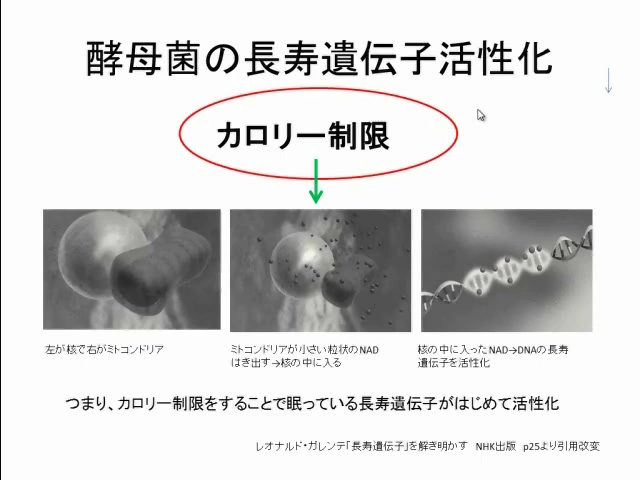 酵母菌の長寿遺伝子活性化
カロリー制限
左が核で右がミトコンドリア
ミトコンドリアが小さい粒状のNAD
はき出す→核の中に入る
核の中に入ったNAD→DNAの長寿
遺伝子を活性化
つまり、カロリー制限をすることで眠っている長寿遺伝子がはじめて活性化
レオナルド・ガレンテ「長寿遺伝子」を解き明かす　NHK出版　p25より引用改変